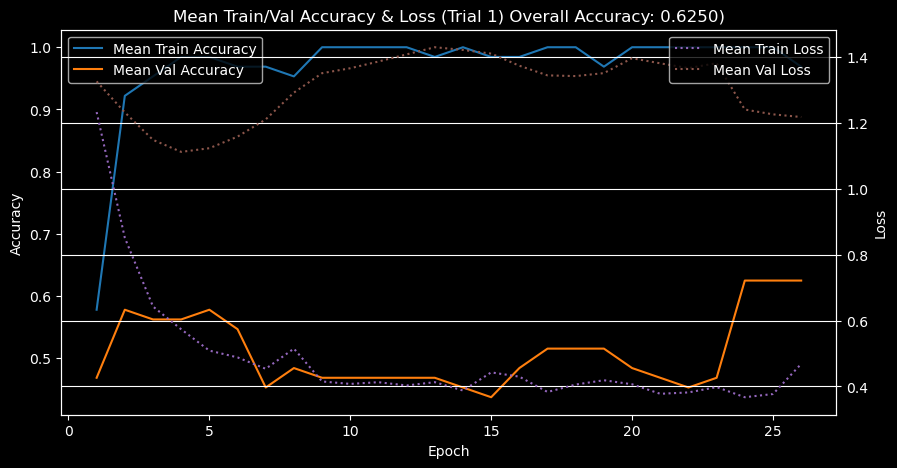 Mean Train/Val Accuracy & Loss (Trial 1) Overall Accuracy: 0.6250)
Mean Train Accuracy
Mean Val Accuracy
Mean Train Loss
Mean Val Loss
1.0
0.9
0.8
0.7
0.6
0.5
Accuracy
1.4
1.2
1.0
0.8
0.6
0.4
Loss
0 5 10 15 20 25
Epoch